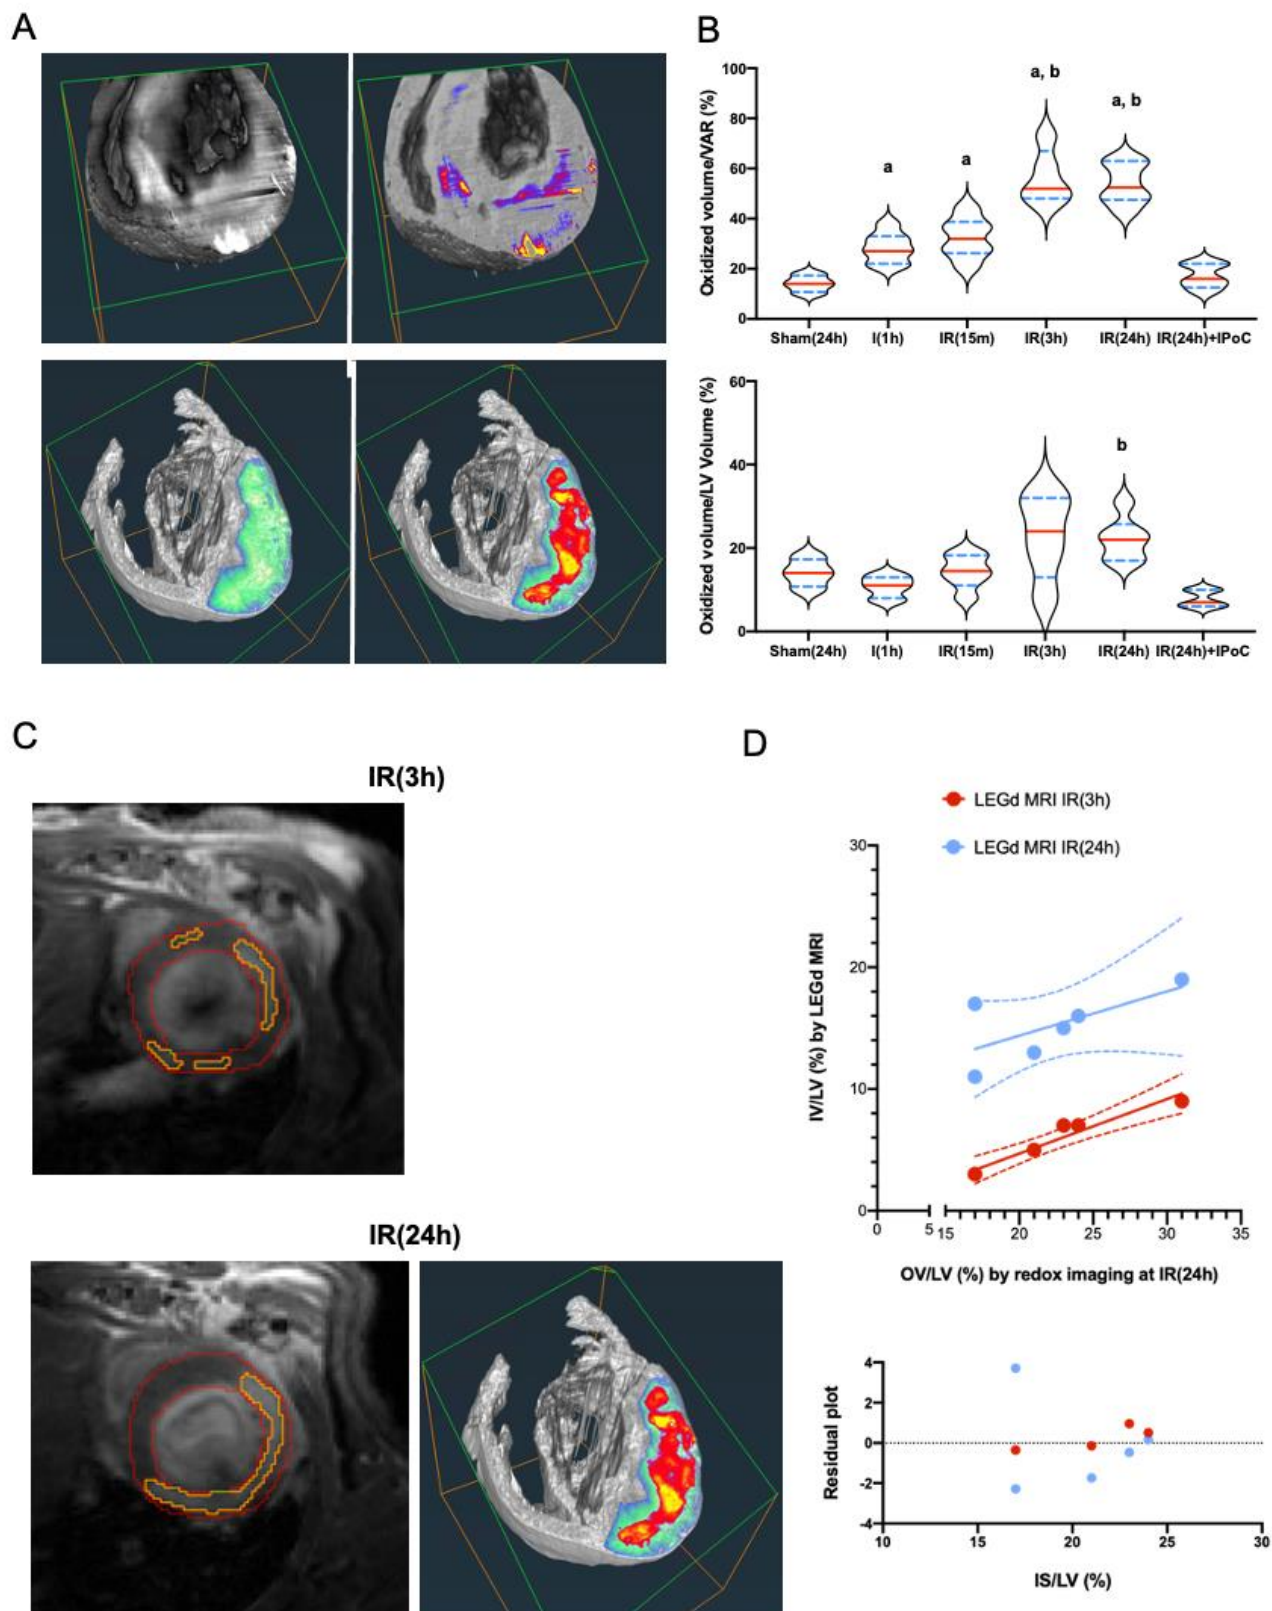 A
B
100
80
60
40
20
0
Oxidized volume/VAR (%)
a
a
a, b
a, b
Sham(24h) I(1h) IR(15m) IR(3h) IR(24h) IR(24h)+IPoC
60
40
20
0
Oxidized volume/LV Volume (%)
b
Sham(24h) I(1h) IR(15m) IR(3h) IR(24h) IR(24h)+IPoC
C
IR(3h)
IR(24h)
D
LEGd MRI IR(3h)
LEGd MRI IR(24h)
30
20
10
0
IV/LV (%) by LEGd MRI
0 5 15 20 25 30 35
OV/LV (%) by redox imaging at IR(24h)
4
2
0
-2
-4
Residual plot
10 15 20 25 30
IS/LV (%)